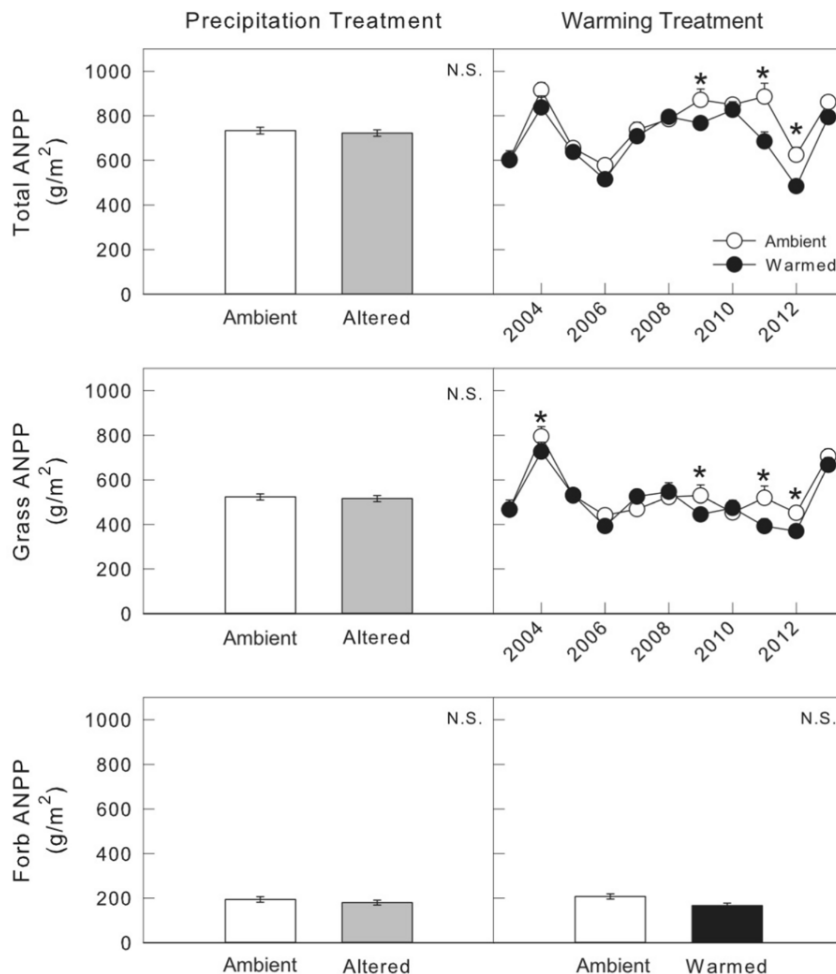 Precipitation Treatment
Warming Treatment
Total ANPP
(g/m²)
1000
800
600
400
200
0
N.S.
Ambient
Altered
* * *
Ambient
Warmed
2004
2006
2008
2010
2012
Grass ANPP
(g/m²)
1000
800
600
400
200
0
N.S.
Ambient
Altered
* * * *
2004
2006
2008
2010
2012
Forb ANPP
(g/m²)
1000
800
600
400
200
0
N.S.
Ambient
Altered
N.S.
Ambient
Warmed